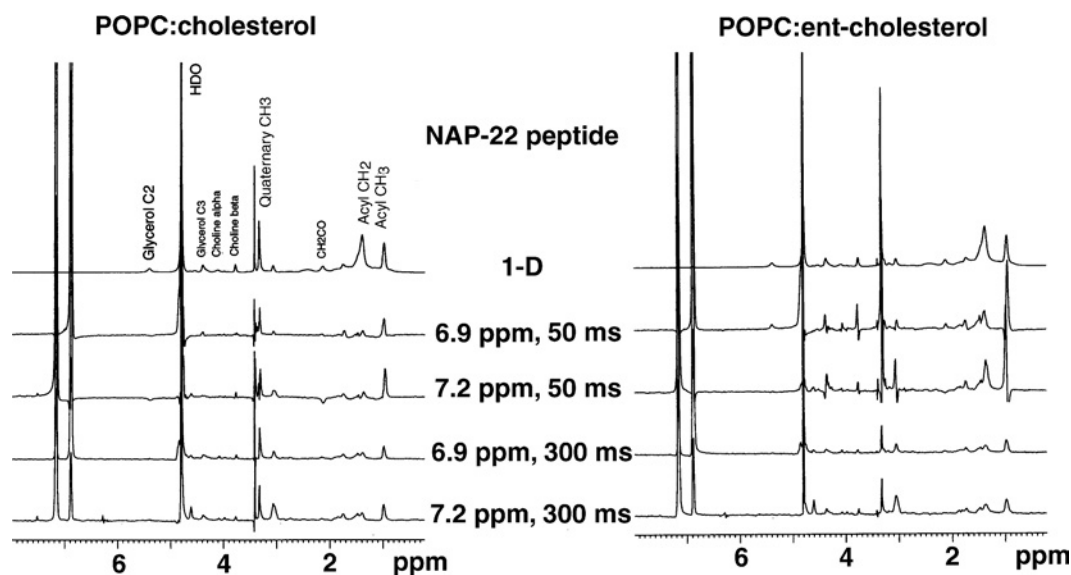 POPC:cholesterol
POPC:ent-cholesterol
NAP-22 peptide
Glycerol C2
HDO
Glycerol C3
Choline alpha
Choline beta
Quaternary CH3
CH2CO
Acyl CH2
Acyl CH3
1-D
6.9 ppm, 50 ms
7.2 ppm, 50 ms
6.9 ppm, 300 ms
7.2 ppm, 300 ms
6 4 2 ppm
6 4 2 ppm